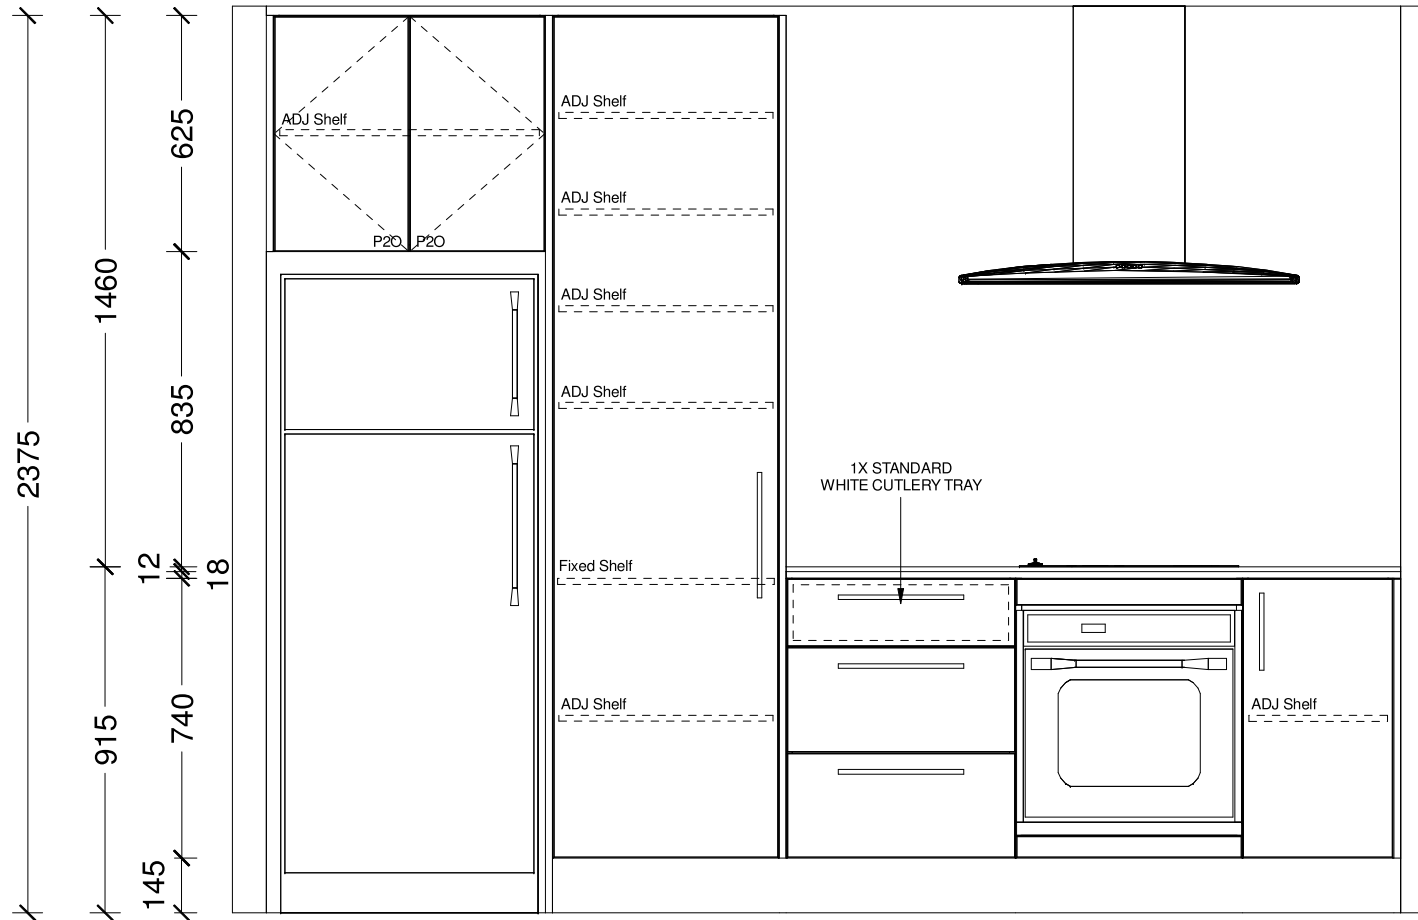 ADJ Shelf
ADJ Shelf
625
ADJ Shelf
P2O P2O
1460
ADJ Shelf
ADJ Shelf
835
2375
1X STANDARD
WHITE CUTLERY TRAY
12
18
Fixed Shelf
ADJ Shelf
ADJ Shelf
740
915
145